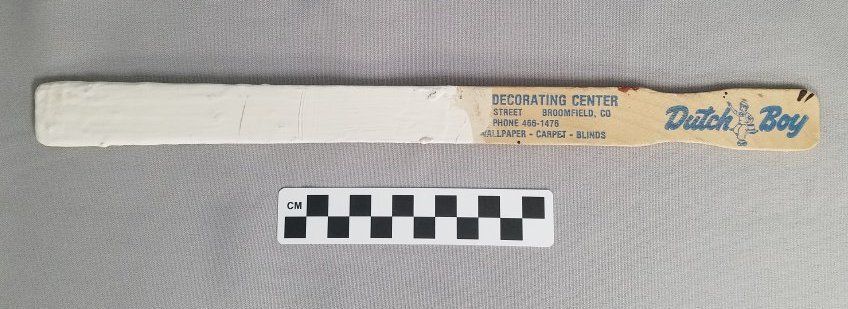 DECORATING CENTER
STREET BROOMFIELD, CO
PHONE 466-1476
WALLPAPER - CARPET - BLINDS
Dutch Boy
CM